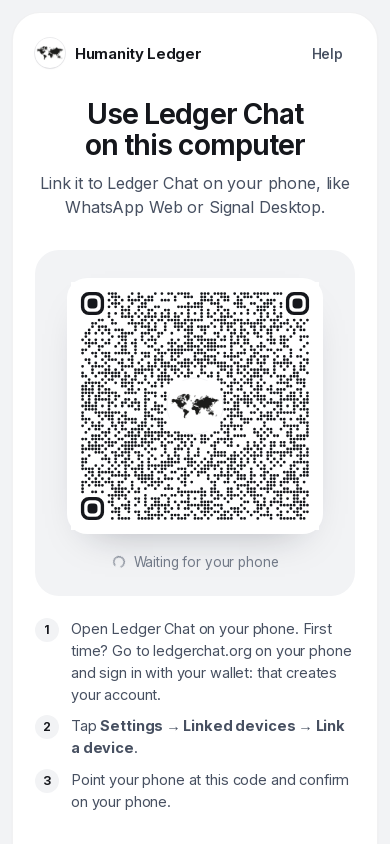 Humanity Ledger
Help
Use Ledger Chat
on this computer
Link it to Ledger Chat on your phone, like
WhatsApp Web or Signal Desktop.
Waiting for your phone
1 Open Ledger Chat on your phone. First
time? Go to ledgerchat.org on your phone
and sign in with your wallet: that creates
your account.
2 Tap Settings → Linked devices → Link
a device.
3 Point your phone at this code and confirm
on your phone.